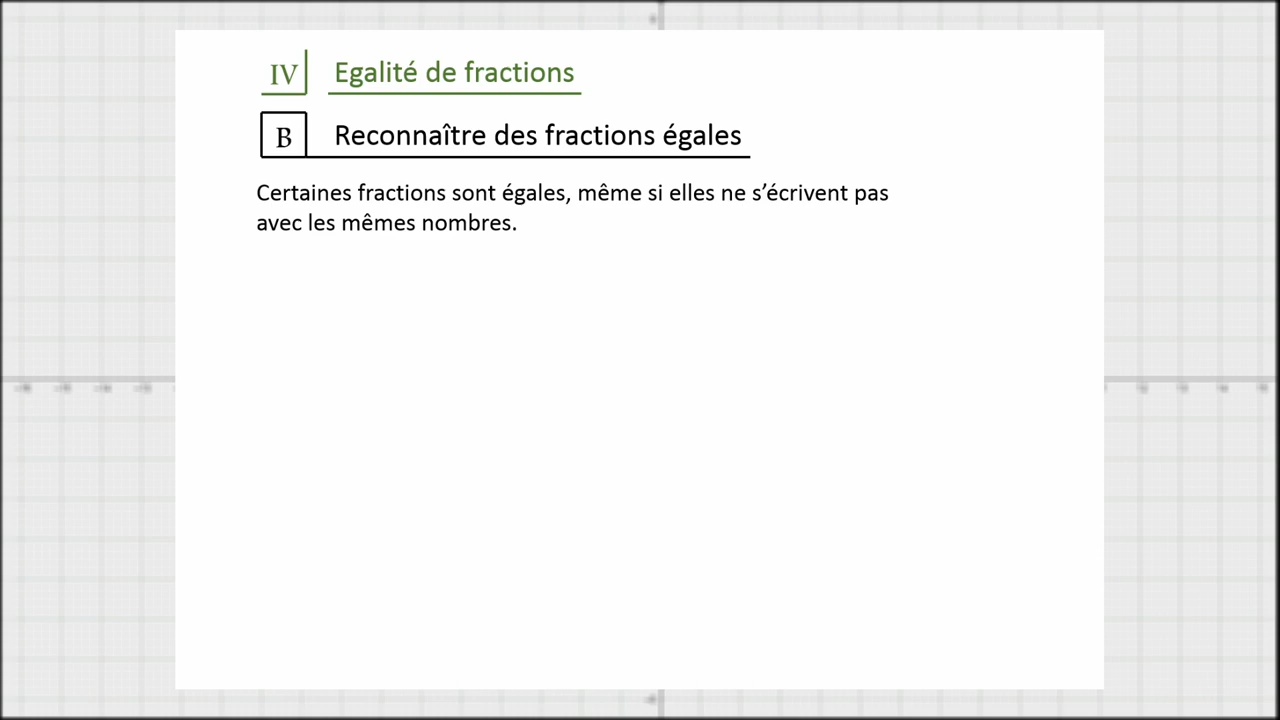 IV Egalité de fractions
B Reconnaître des fractions égales
Certaines fractions sont égales, même si elles ne s’écrivent pas
avec les mêmes nombres.